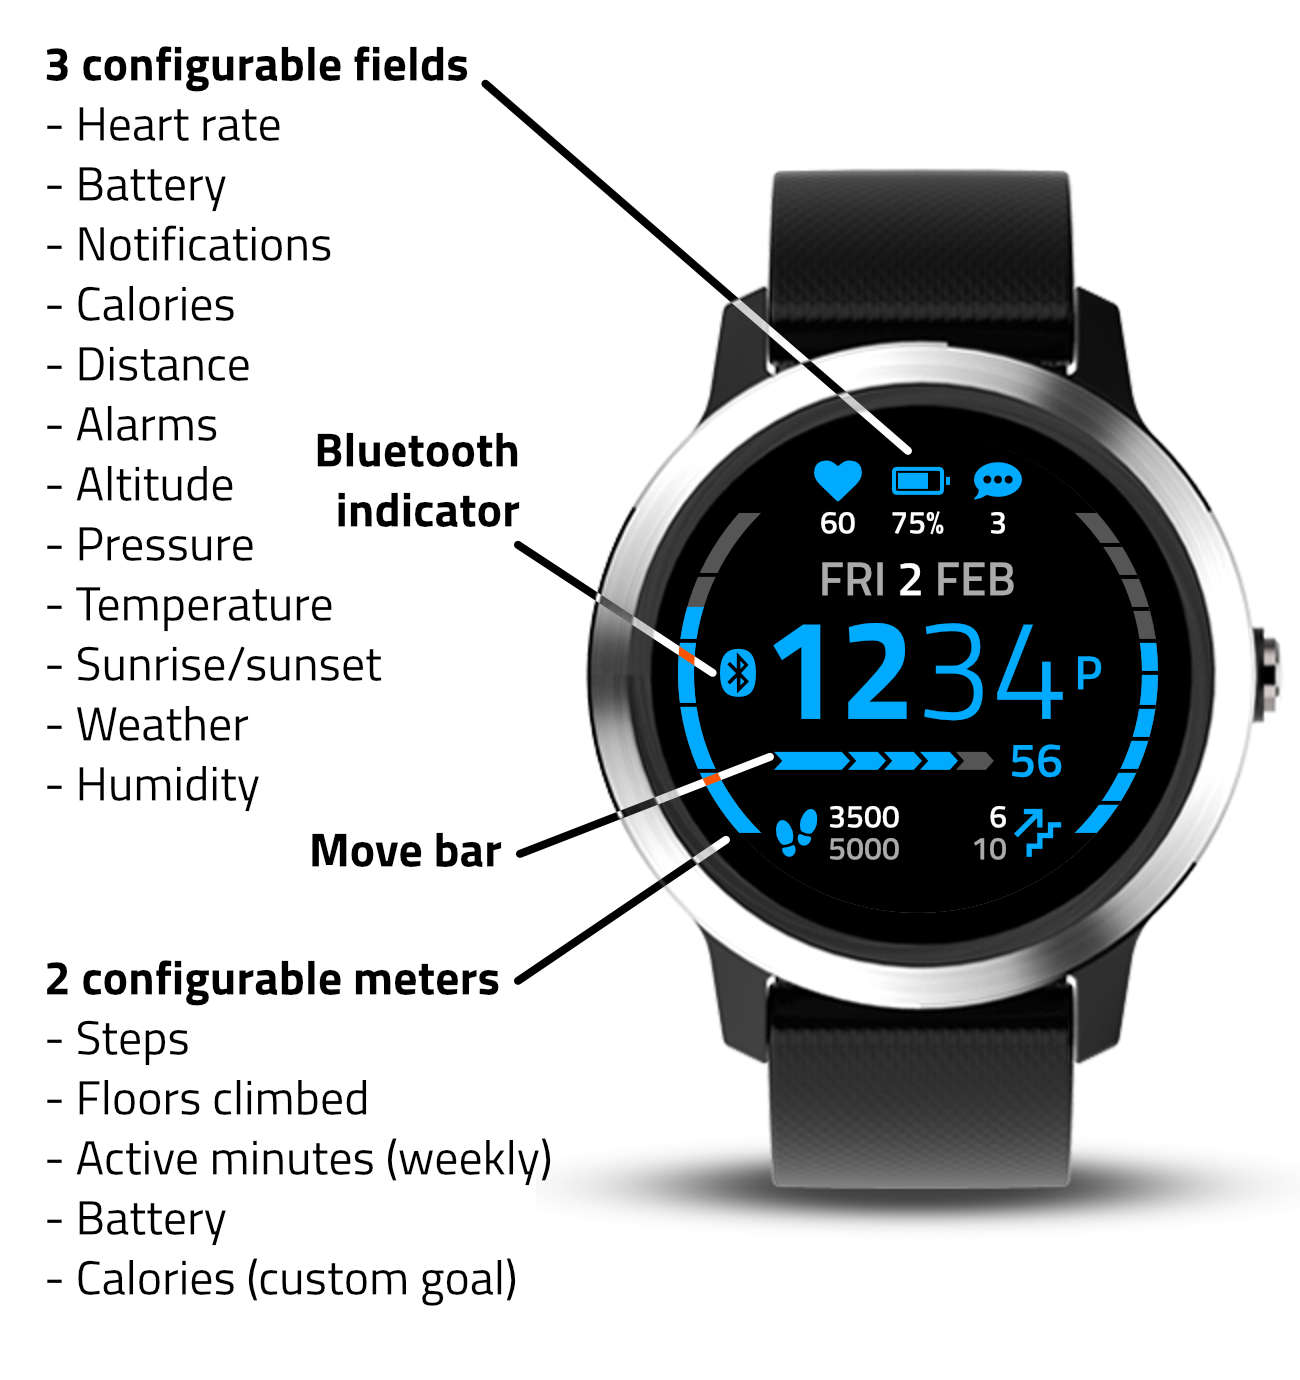 3 configurable fields
- Heart rate
- Battery
- Notifications
- Calories
- Distance
- Alarms
- Altitude
- Pressure
- Temperature
- Sunrise/sunset
- Weather
- Humidity
Bluetooth
indicator
Move bar
2 configurable meters
- Steps
- Floors climbed
- Active minutes (weekly)
- Battery
- Calories (custom goal)
60 75% 3
FRI 2 FEB
1234 P
56
3500 6
5000 10